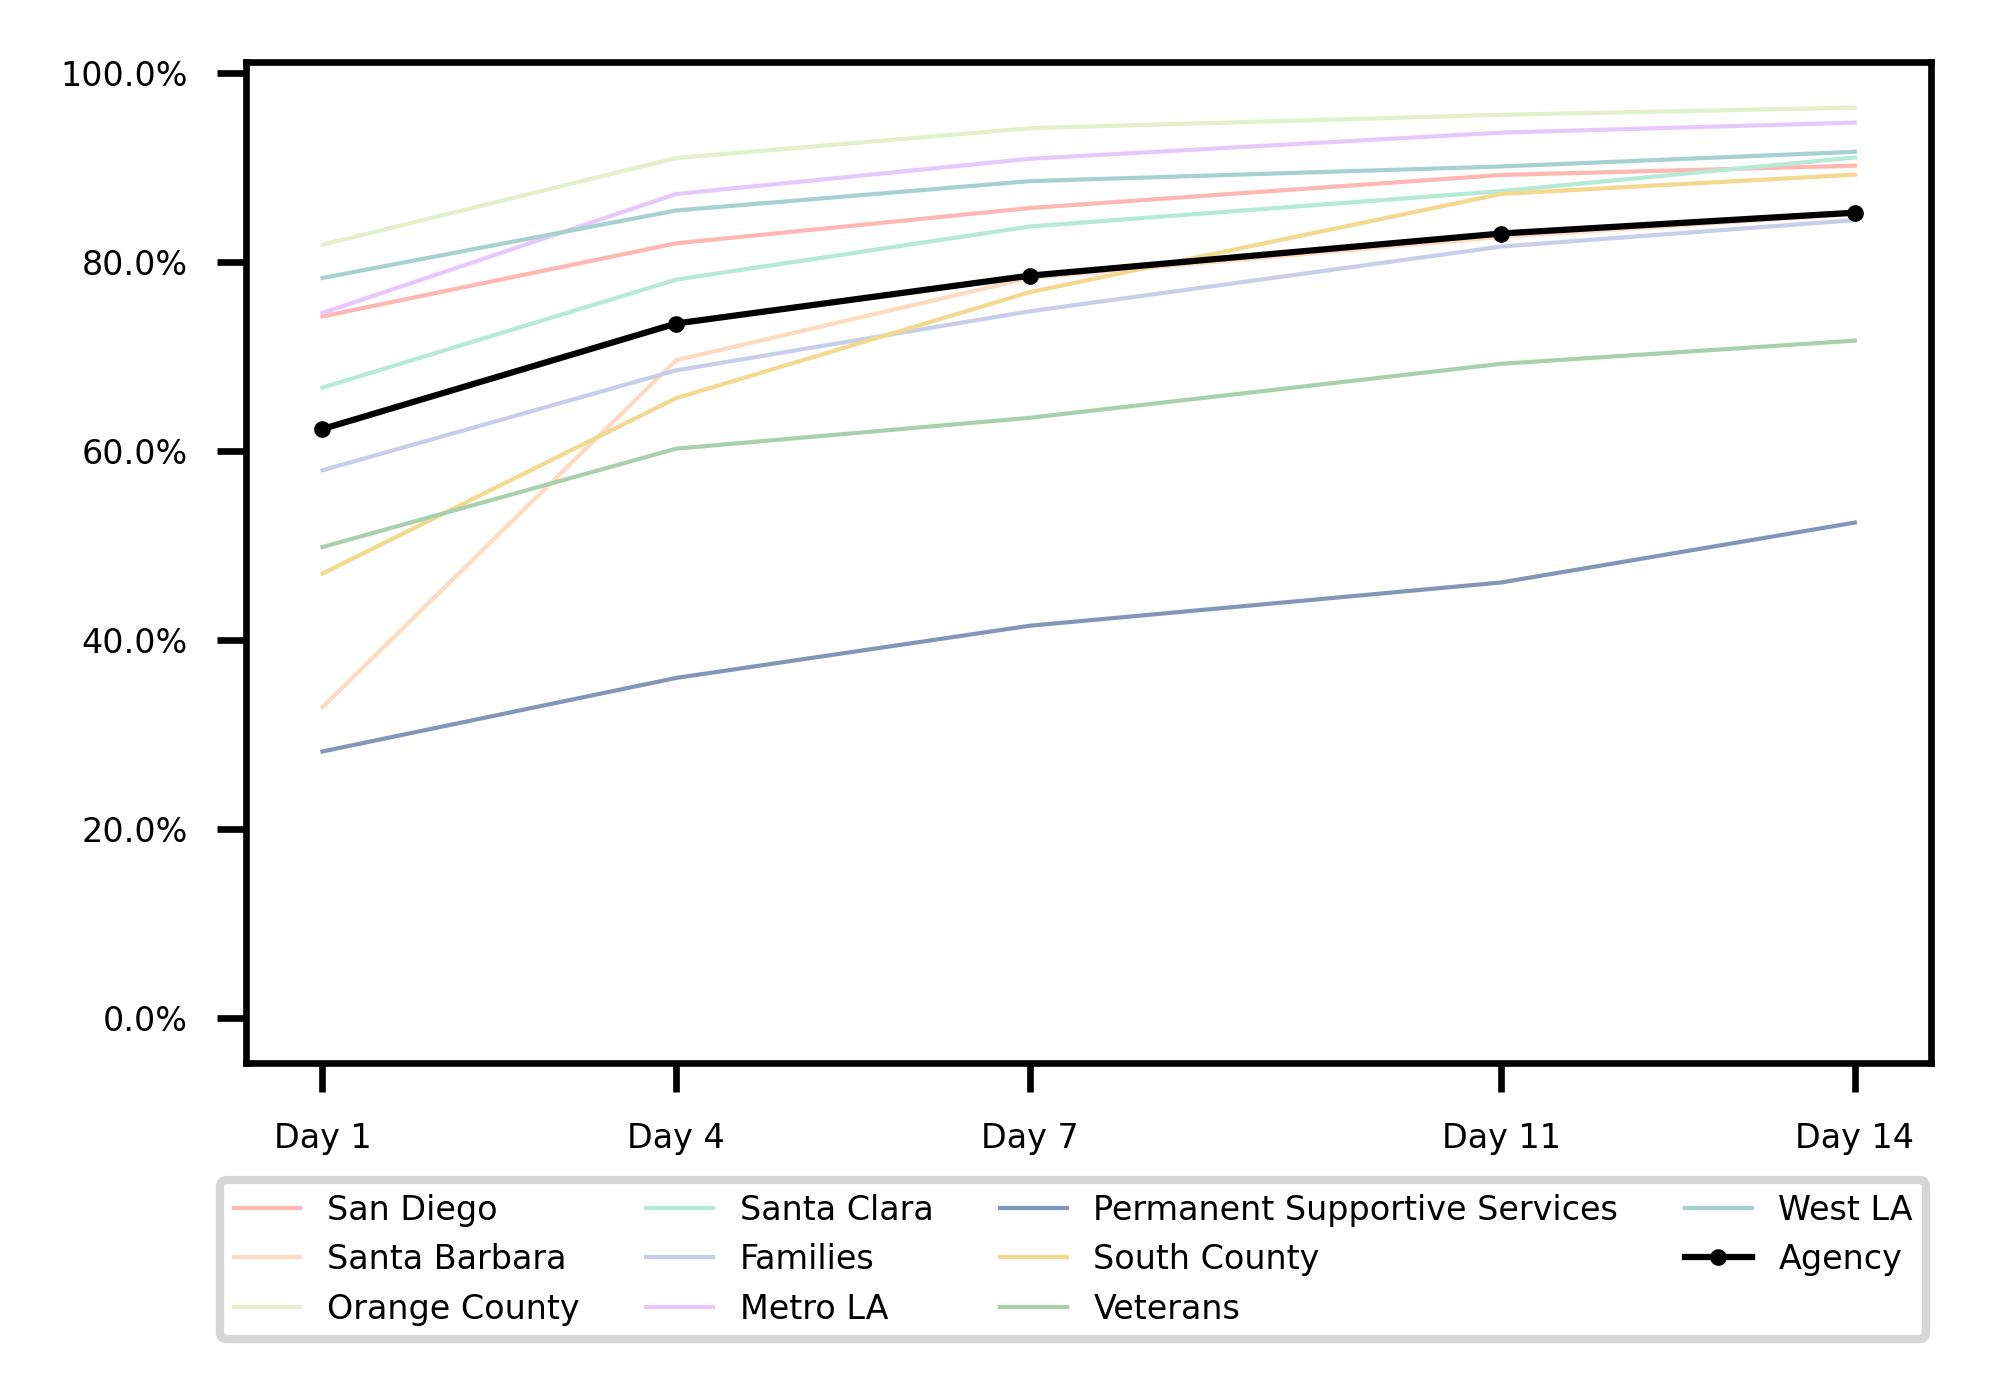 100.0%
80.0%
60.0%
40.0%
20.0%
0.0%
Day 1 Day 4 Day 7 Day 11 Day 14
San Diego Santa Clara Permanent Supportive Services West LA
Santa Barbara Families South County Agency
Orange County Metro LA Veterans